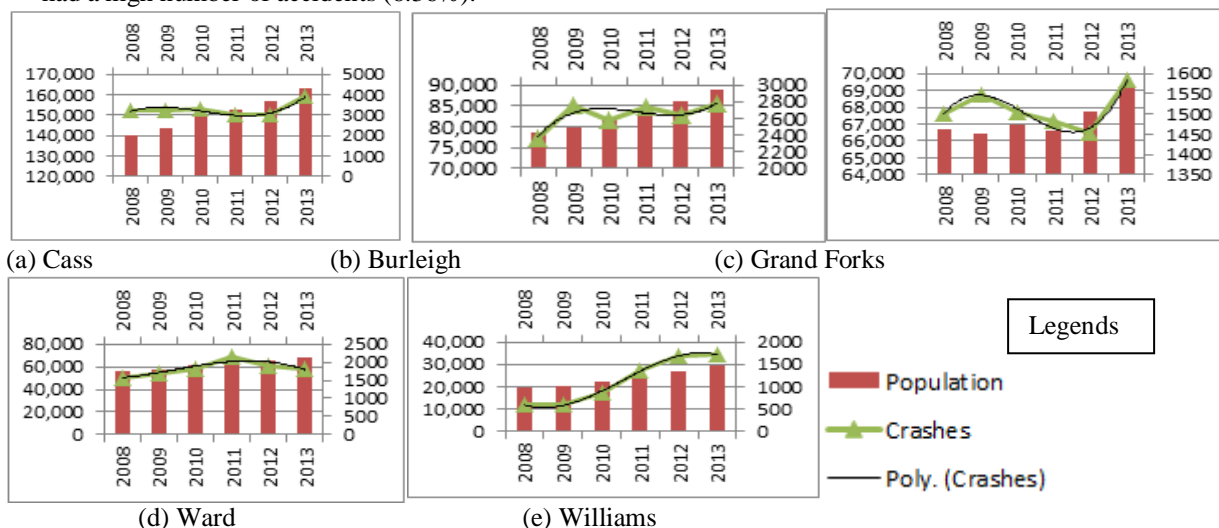 had a high number of accidents
2008 2009 2010 2011 2012 2013
170,000 160,000 150,000 140,000 130,000 120,000
5000 4000 3000 2000 1000 0
2008 2009 2010 2011 2012 2013
2008 2009 2010 2011 2012 2013
90,000 85,000 80,000 75,000 70,000
3000 2800 2600 2400 2200 2000
2008 2009 2010 2011 2012 2013
2008 2009 2010 2011 2012 2013
70,000 69,000 68,000 67,000 66,000 65,000 64,000
1600 1550 1500 1450 1400 1350
2008 2009 2010 2011 2012 2013
(a) Cass (b) Burleigh (c) Grand Forks
2008 2009 2010 2011 2012 2013
80,000 60,000 40,000 20,000 0
2500 2000 1500 1000 500 0
2008 2009 2010 2011 2012 2013
2008 2009 2010 2011 2012 2013
40,000 30,000 20,000 10,000 0
2000 1500 1000 500 0
2008 2009 2010 2011 2012 2013
Legends
Population
Crashes
Poly. (Crashes)
(d) Ward (e) Williams